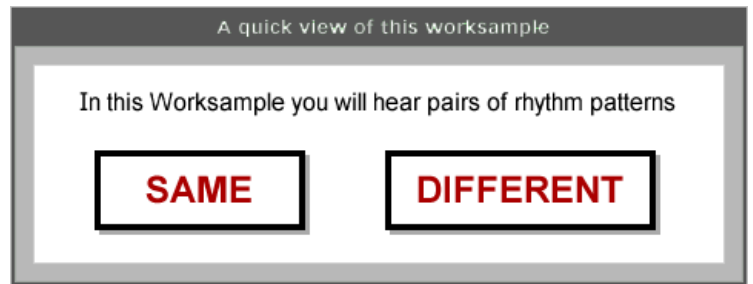 A quick view of this worksample
In this Worksample you will hear pairs of rhythm patterns
SAME DIFFERENT